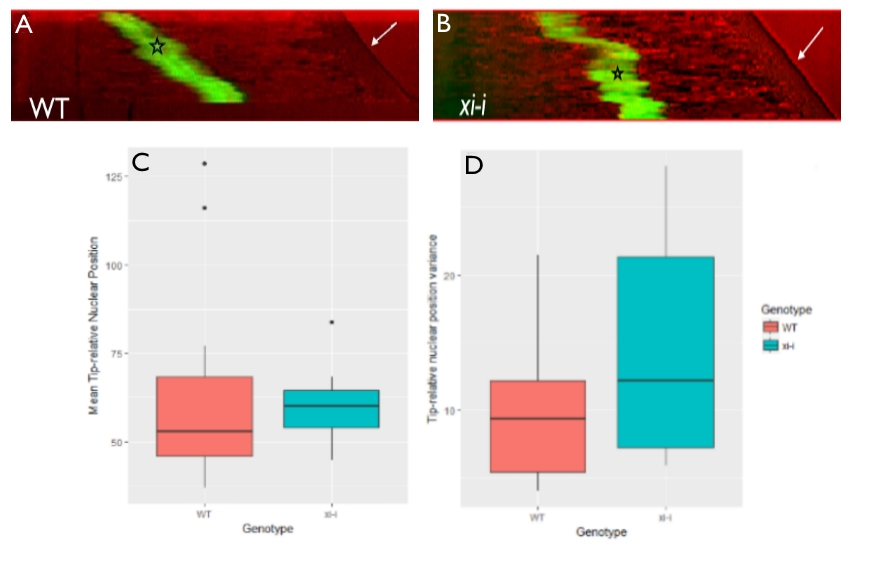 A
WT
B
xi-i
C
Mean Tip-relative Nuclear Position
125
100
75
50
WT
xi-i
Genotype
D
Tip-relative nuclear position variance
20
10
WT
xi-i
Genotype
Genotype
WT
xi-i